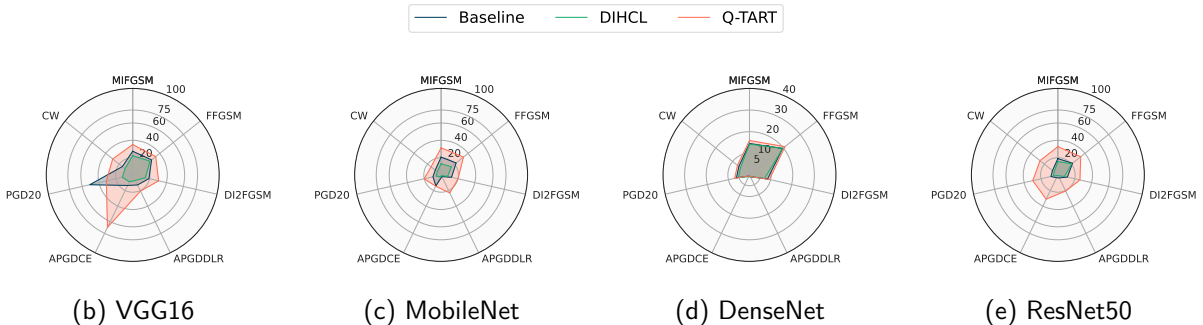 Baseline DIHCL Q-TART
MIFGSM 100 MIFGSM 100 MIFGSM 40 MIFGSM 100
CW 75 FFGSM CW 75 FFGSM CW 30 FFGSM CW 75 FFGSM
60 60 60
40 40 20 40
20 20 10 20
5
PGD20 DI2FGSM PGD20 DI2FGSM PGD20 DI2FGSM PGD20 DI2FGSM
APGDCE APGDDLR APGDCE APGDDLR APGDCE APGDDLR APGDCE APGDDLR
(b) VGG16 (c) MobileNet (d) DenseNet (e) ResNet50